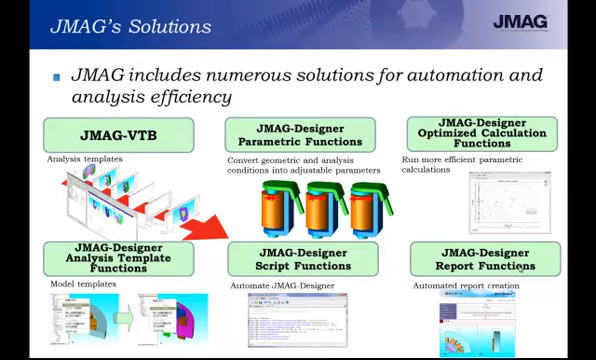 JMAG's Solutions
JMAG
JMAG includes numerous solutions for automation and
analysis efficiency
JMAG-VTB
Analysis templates
JMAG-Designer
Parametric Functions
Convert geometric and analysis
conditions into adjustable parameters
JMAG-Designer
Optimized Calculation
Functions
Run more efficient parametric
calculations
JMAG-Designer
Analysis Template
Functions
Model templates
JMAG-Designer
Script Functions
Automate JMAG-Designer
JMAG-Designer
Report Functions
Automated report creation